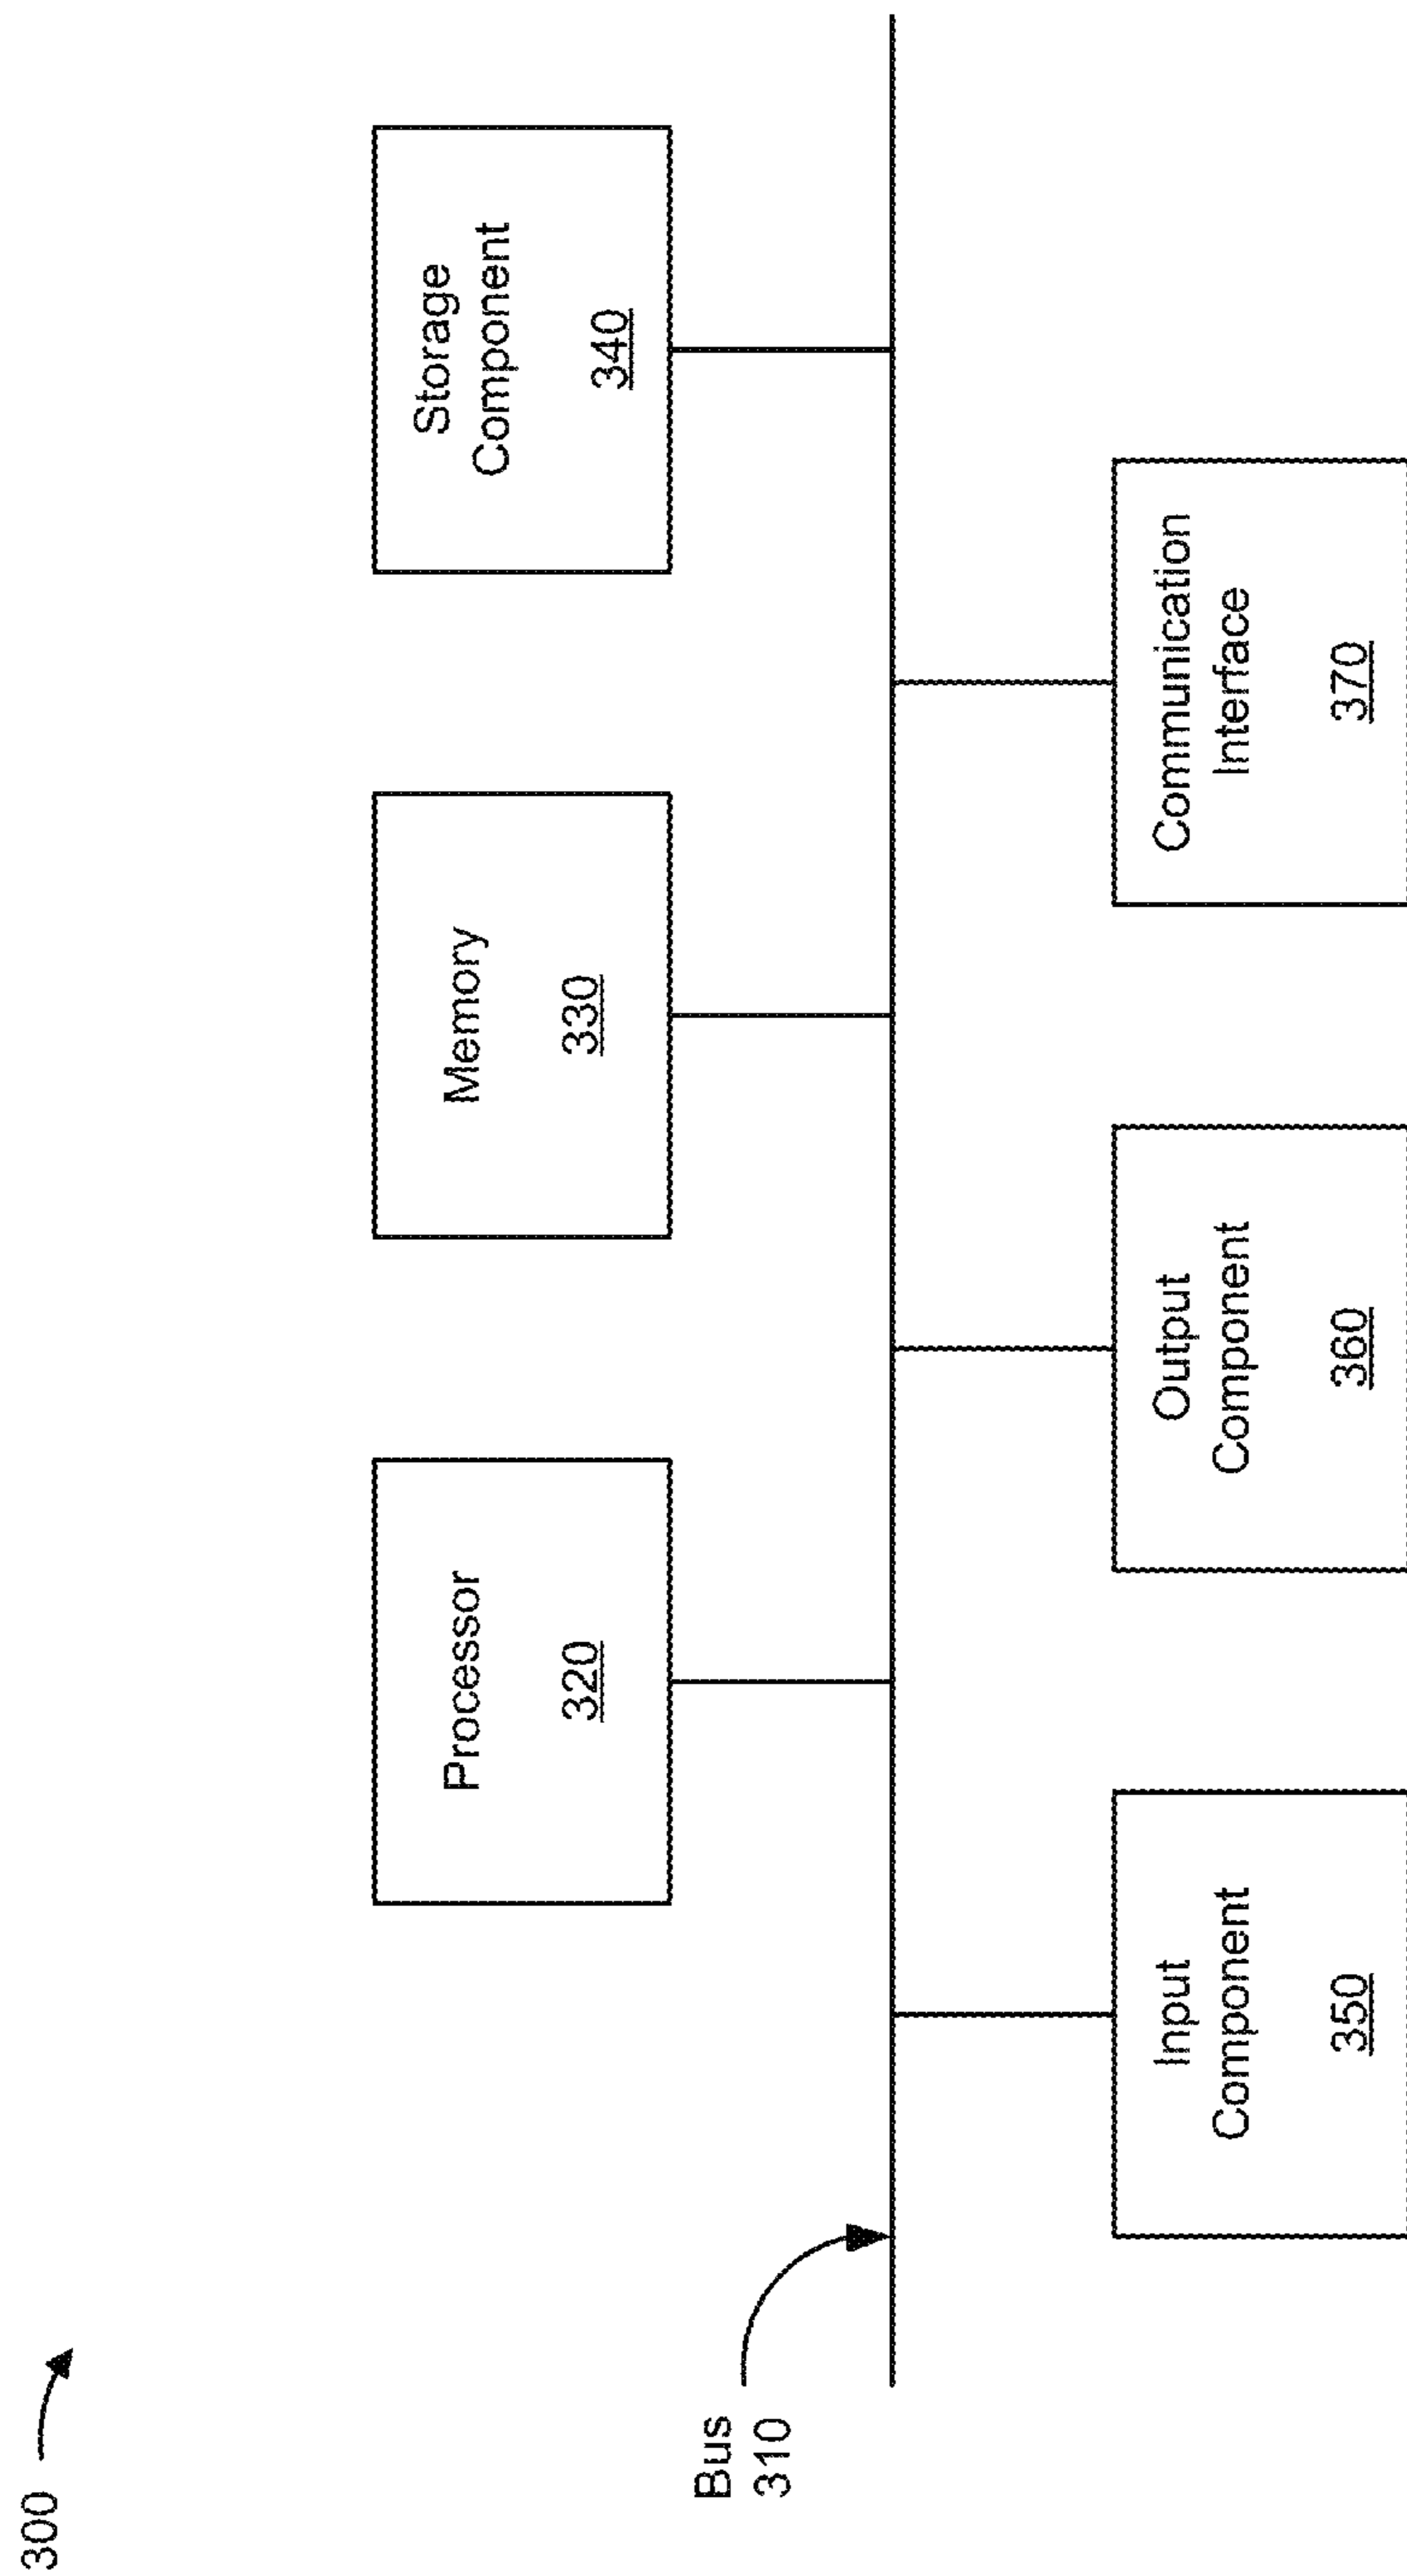 300
Bus
310
Processor
320
Memory
330
Storage
Component
340
Input
Component
350
Output
Component
360
Communication
Interface
370